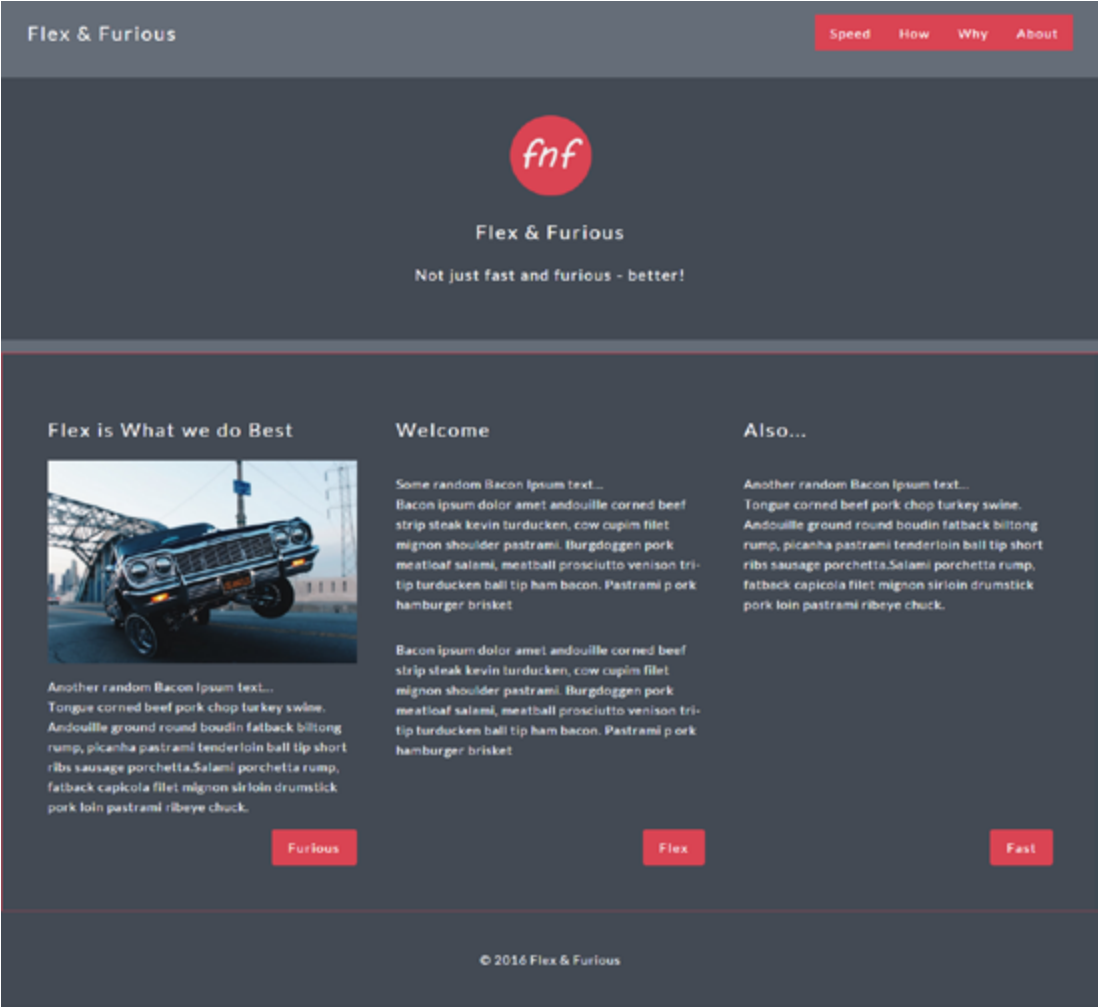 Flex & Furious
Speed How Why About
fnf
Flex & Furious
Not just fast and furious - better!
Flex is What we do Best
Another random Bacon Ipsum text...
Tongue corned beef pork chop turkey swine.
Andouille ground round boudin fatback biltong
rump, picanha pastrami tenderloin ball tip short
ribs sausage porchetta.Salami porchetta rump,
fatback capicola filet mignon sirloin drumstick
pork loin pastrami ribeye chuck.
Furious
Welcome
Some random Bacon Ipsum text...
Bacon ipsum dolor amet andouille corned beef
strip steak kevin turducken, cow cupim filet
mignon shoulder pastrami. Burgdoggen pork
meatloaf salami, meatball prosciutto venison tri-
tip turducken ball tip ham bacon. Pastrami p ork
hamburger brisket
Bacon ipsum dolor amet andouille corned beef
strip steak kevin turducken, cow cupim filet
mignon shoulder pastrami. Burgdoggen pork
meatloaf salami, meatball prosciutto venison tri-
tip turducken ball tip ham bacon. Pastrami p ork
hamburger brisket
Flex
Also...
Another random Bacon Ipsum text...
Tongue corned beef pork chop turkey swine.
Andouille ground round boudin fatback biltong
rump, picanha pastrami tenderloin ball tip short
ribs sausage porchetta.Salami porchetta rump,
fatback capicola filet mignon sirloin drumstick
pork loin pastrami ribeye chuck.
Fast
© 2016 Flex & Furious